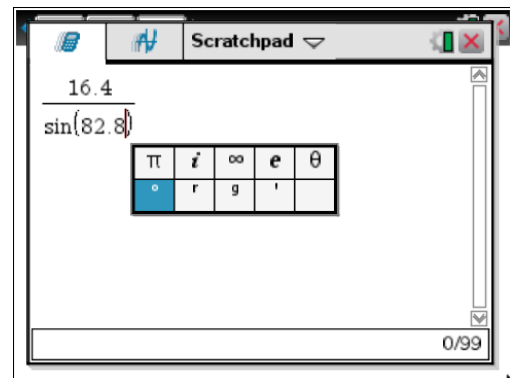 Scratchpad
16.4
sin(82.8)
π i ∞ e θ
° r g '
0/99